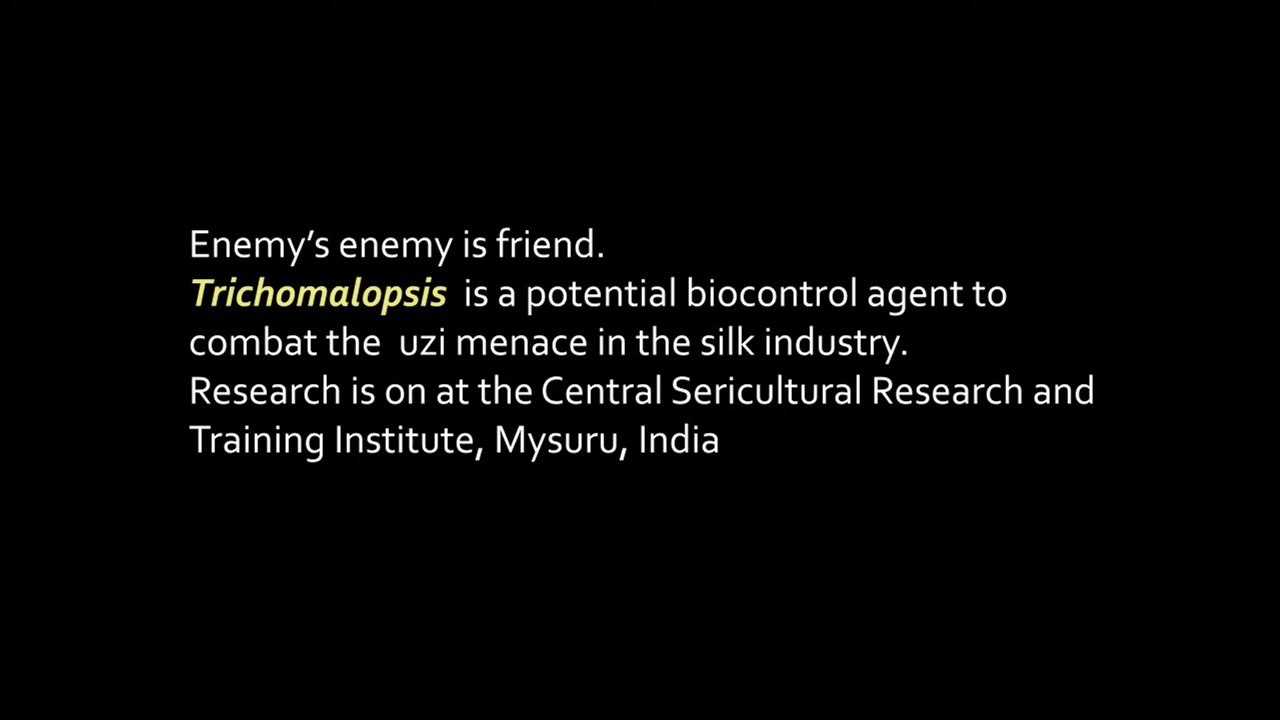 Enemy’s enemy is friend.
Trichomalopsis is a potential biocontrol agent to
combat the uzi menace in the silk industry.
Research is on at the Central Sericultural Research and
Training Institute, Mysuru, India